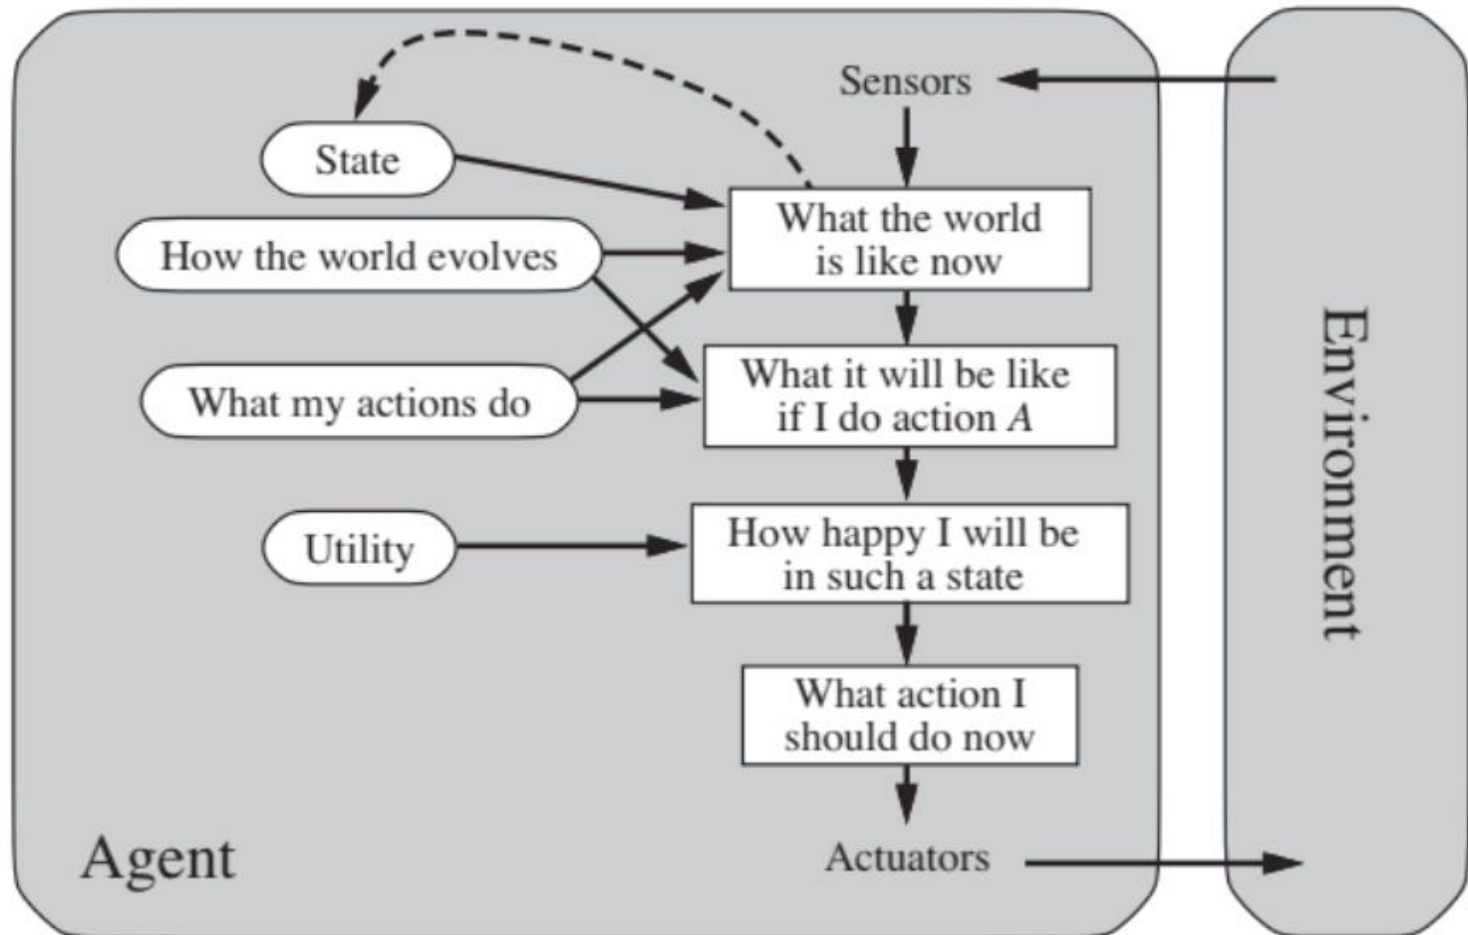 Sensors
State
What the world
is like now
How the world evolves
What it will be like
if I do action A
What my actions do
How happy I will be
in such a state
Utility
What action I
should do now
Actuators
Agent
Environment